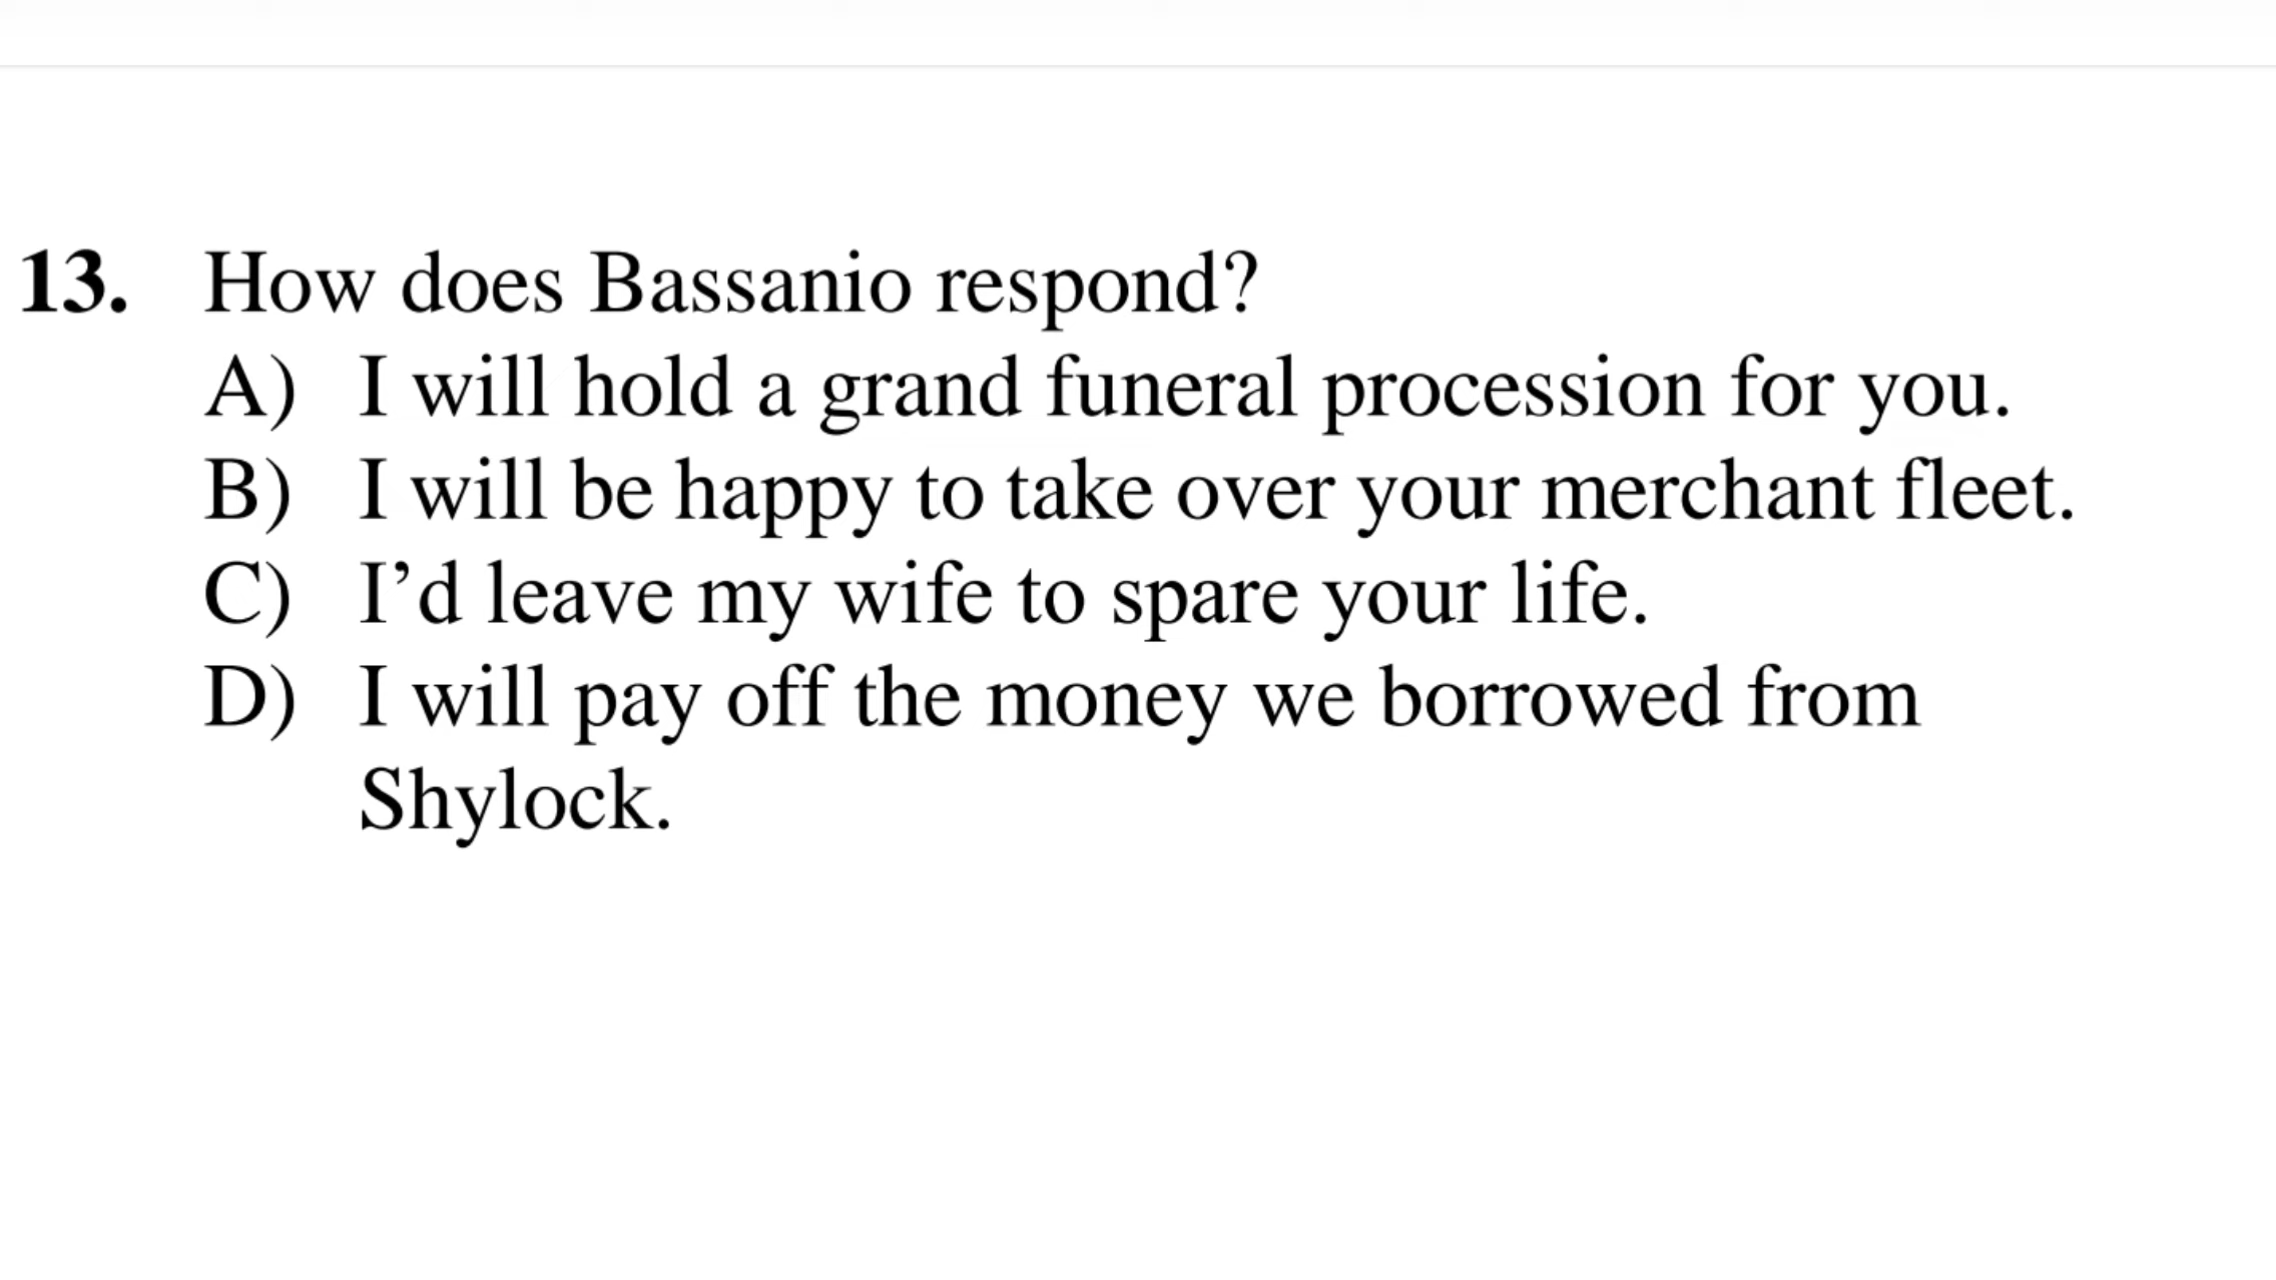 13. How does Bassanio respond?
A) I will hold a grand funeral procession for you.
B) I will be happy to take over your merchant fleet.
C) I’d leave my wife to spare your life.
D) I will pay off the money we borrowed from
Shylock.